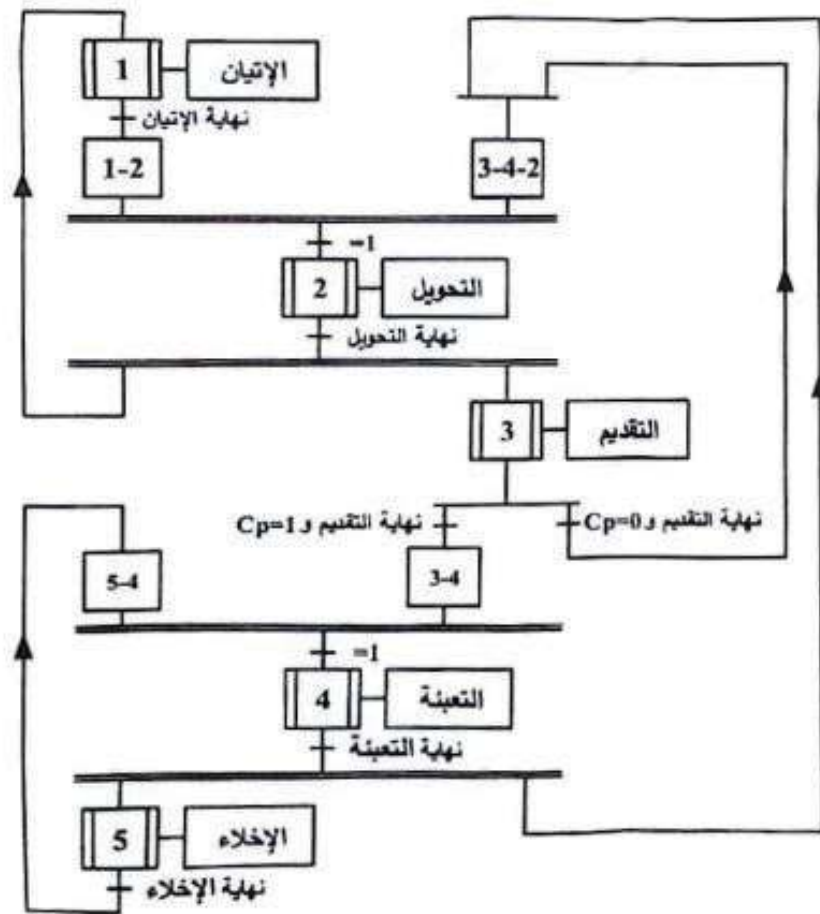 1
الإتيان
نهاية الإتيان
1-2
3-4-2
=1
2
التحويل
نهاية التحويل
3
التقديم
نهاية التقديم و Cp=1
نهاية التقديم و Cp=0
5-4
3-4
=1
4
التعبئة
نهاية التعبئة
5
الإخلاء
نهاية الإخلاء